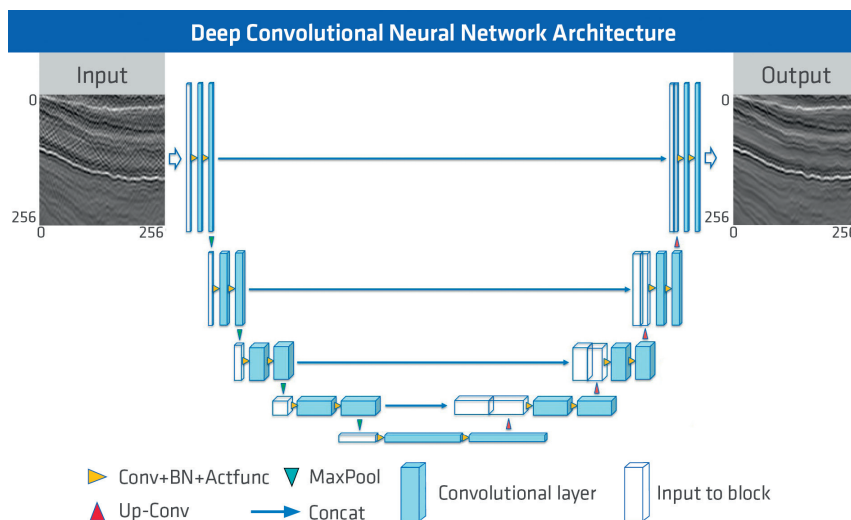 Deep Convolutional Neural Network Architecture
Input
Output
0
256
0
256
0
256
0
256
Conv+BN+Actfunc
MaxPool
Convolutional layer
Input to block
Up-Conv
Concat